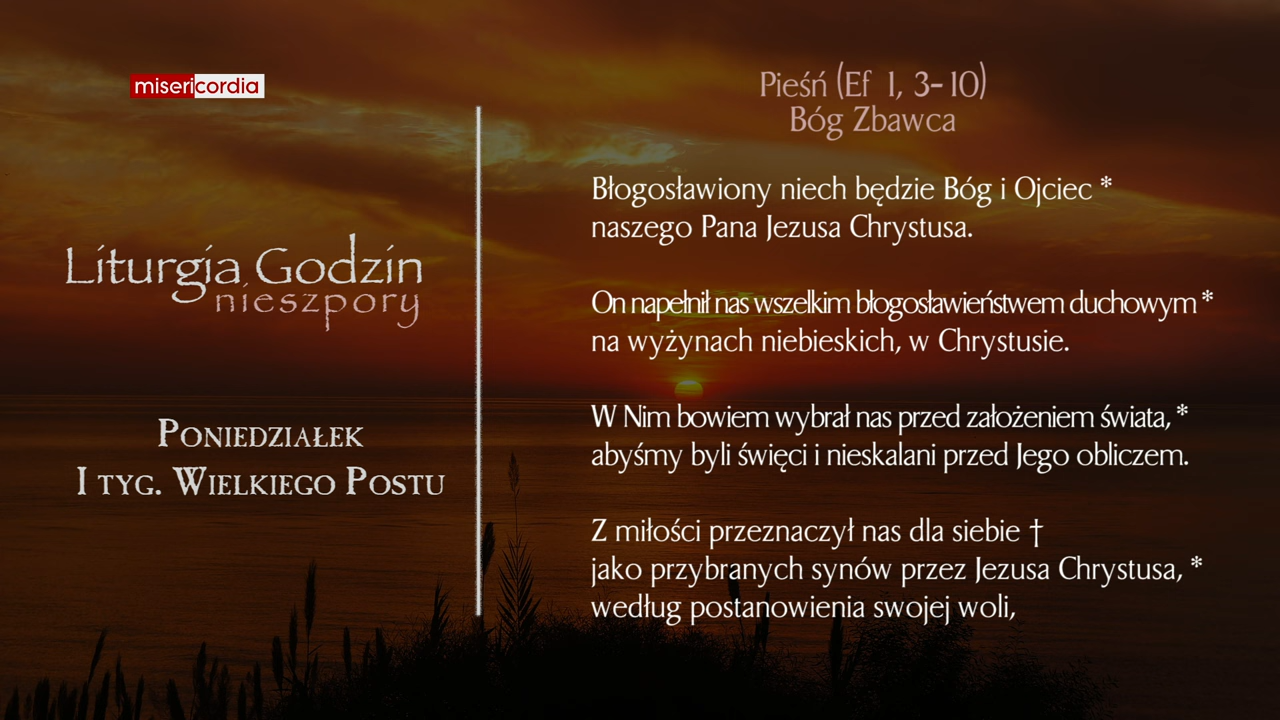 misericordia
Liturgia Godzin
nieszpory
Poniedziałek
I tyg. Wielkiego Postu
Pieśń (Ef 1, 3-10)
Bóg Zbawca
Błogosławiony niech będzie Bóg i Ojciec *
naszego Pana Jezusa Chrystusa.
On napełnił nas wszelkim błogosławieństwem duchowym *
na wyżynach niebieskich, w Chrystusie.
W Nim bowiem wybrał nas przed założeniem świata, *
abyśmy byli święci i nieskalani przed Jego obliczem.
Z miłości przeznaczył nas dla siebie †
jako przybranych synów przez Jezusa Chrystusa, *
według postanowienia swojej woli,